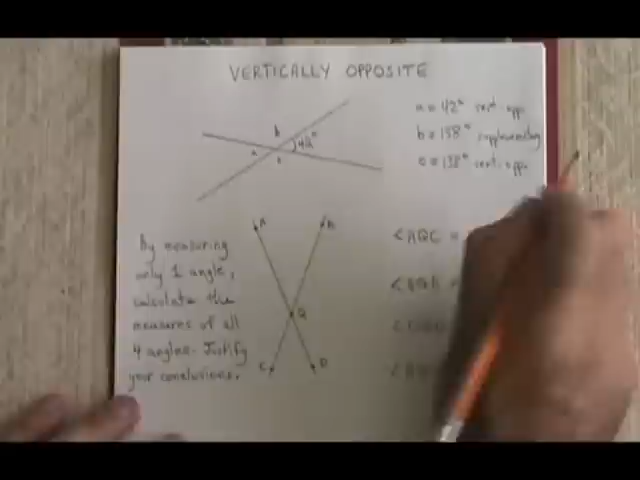 VERTICALLY OPPOSITE
a = 42° vert. opp.
b = 138° supplementary
c = 138° vert. opp.
b
a
42°
c
By measuring
only 1 angle,
calculate the
measures of all
4 angles. Justify
your conclusions.
A
B
Q
C
D
<AQC =